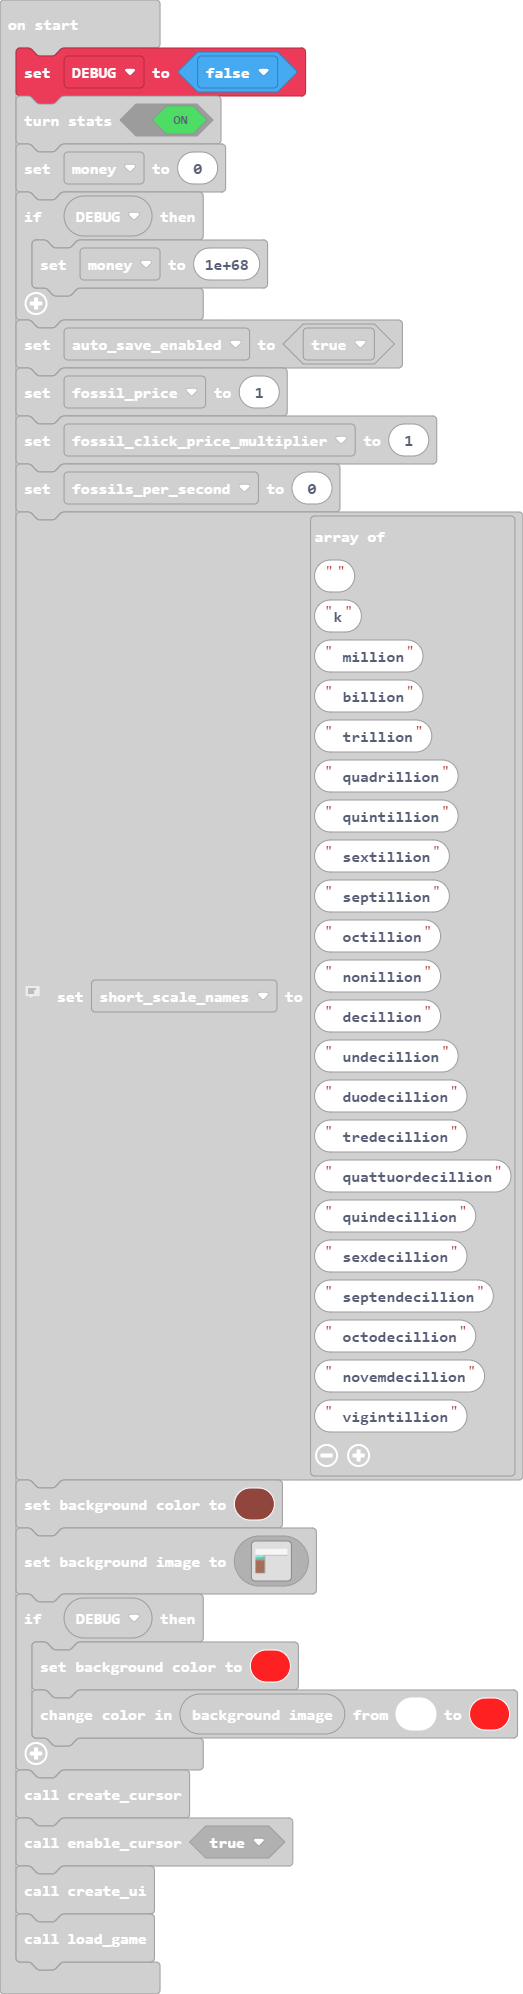 on start
set DEBUG to false
turn stats ON
set money to 0
if DEBUG then
set money to 1e+68
set auto_save_enabled to true
set fossil_price to 1
set fossil_click_price_multiplier to 1
set fossils_per_second to 0
array of
" "
"k"
" million"
" billion"
" trillion"
" quadrillion"
" quintillion"
" sextillion"
" septillion"
" octillion"
" nonillion"
set short_scale_names to
" decillion"
" undecillion"
" duodecillion"
" tredecillion"
" quattuordecillion"
" quindecillion"
" sexdecillion"
" septendecillion"
" octodecillion"
" novemdecillion"
" vigintillion"
set background color to
set background image to
if DEBUG then
set background color to
change color in background image from to
call create_cursor
call enable_cursor true
call create_ui
call load_game